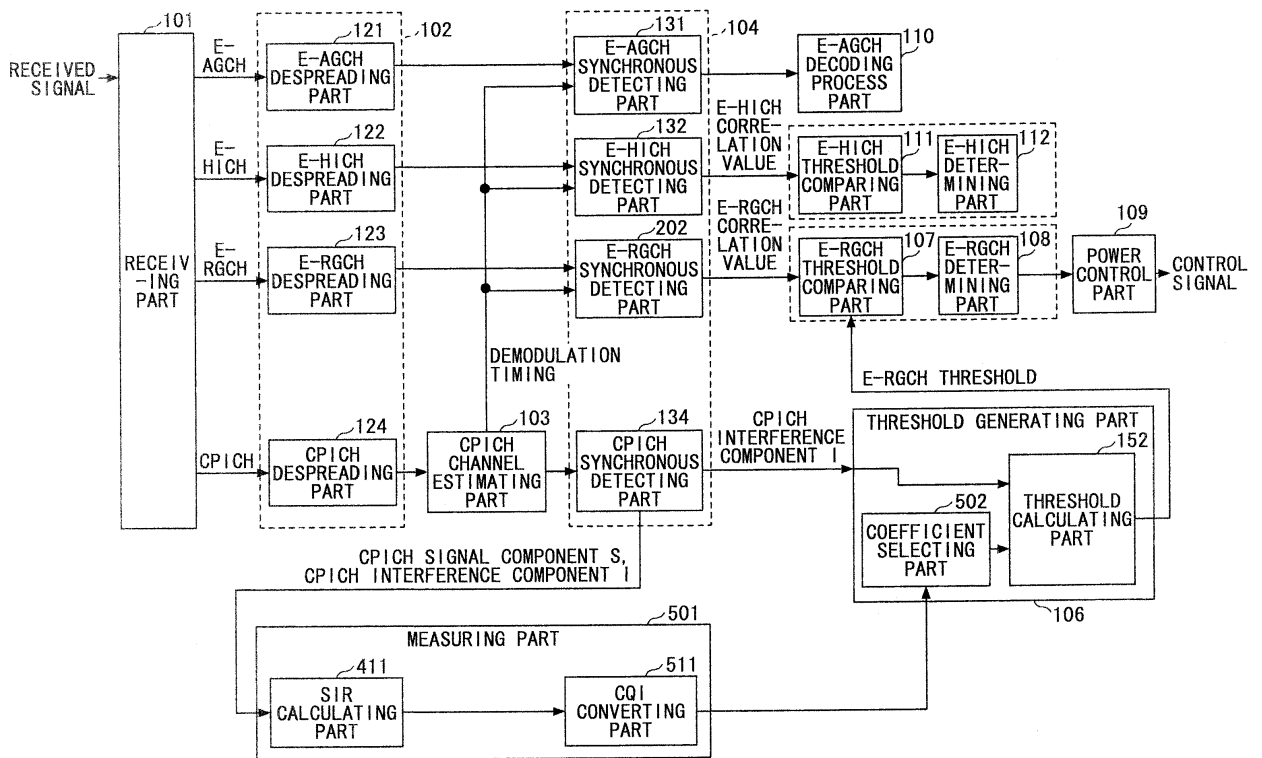 101
RECEIVED
SIGNAL
RECEIV
-ING PART
E-
AGCH
E-
HICH
E-
RGCH
CPICH
102
121
E-AGCH
DESPREADING
PART
122
E-HICH
DESPREADING
PART
123
E-RGCH
DESPREADING
PART
124
CPICH
DESPREADING
PART
103
CPICH
CHANNEL
ESTIMATING
PART
DEMODULATION
TIMING
104
131
E-AGCH
SYNCHRONOUS
DETECTING
PART
132
E-HICH
SYNCHRONOUS
DETECTING
PART
202
E-RGCH
SYNCHRONOUS
DETECTING
PART
134
CPICH
SYNCHRONOUS
DETECTING
PART
110
E-AGCH
DECODING
PROCESS
PART
E-HICH
CORRE-
LATION
VALUE
111
E-HICH
THRESHOLD
COMPARING
PART
112
E-HICH
DETER-
MINING
PART
E-RGCH
CORRE-
LATION
VALUE
107
E-RGCH
THRESHOLD
COMPARING
PART
108
E-RGCH
DETER-
MINING
PART
109
POWER
CONTROL
PART
CONTROL
SIGNAL
E-RGCH THRESHOLD
CPICH
INTERFERENCE
COMPONENT I
THRESHOLD GENERATING PART
152
THRESHOLD
CALCULATING
PART
502
COEFFICIENT
SELECTING
PART
106
CPICH SIGNAL COMPONENT S,
CPICH INTERFERENCE COMPONENT I
501
MEASURING PART
411
SIR
CALCULATING
PART
511
CQI
CONVERTING
PART